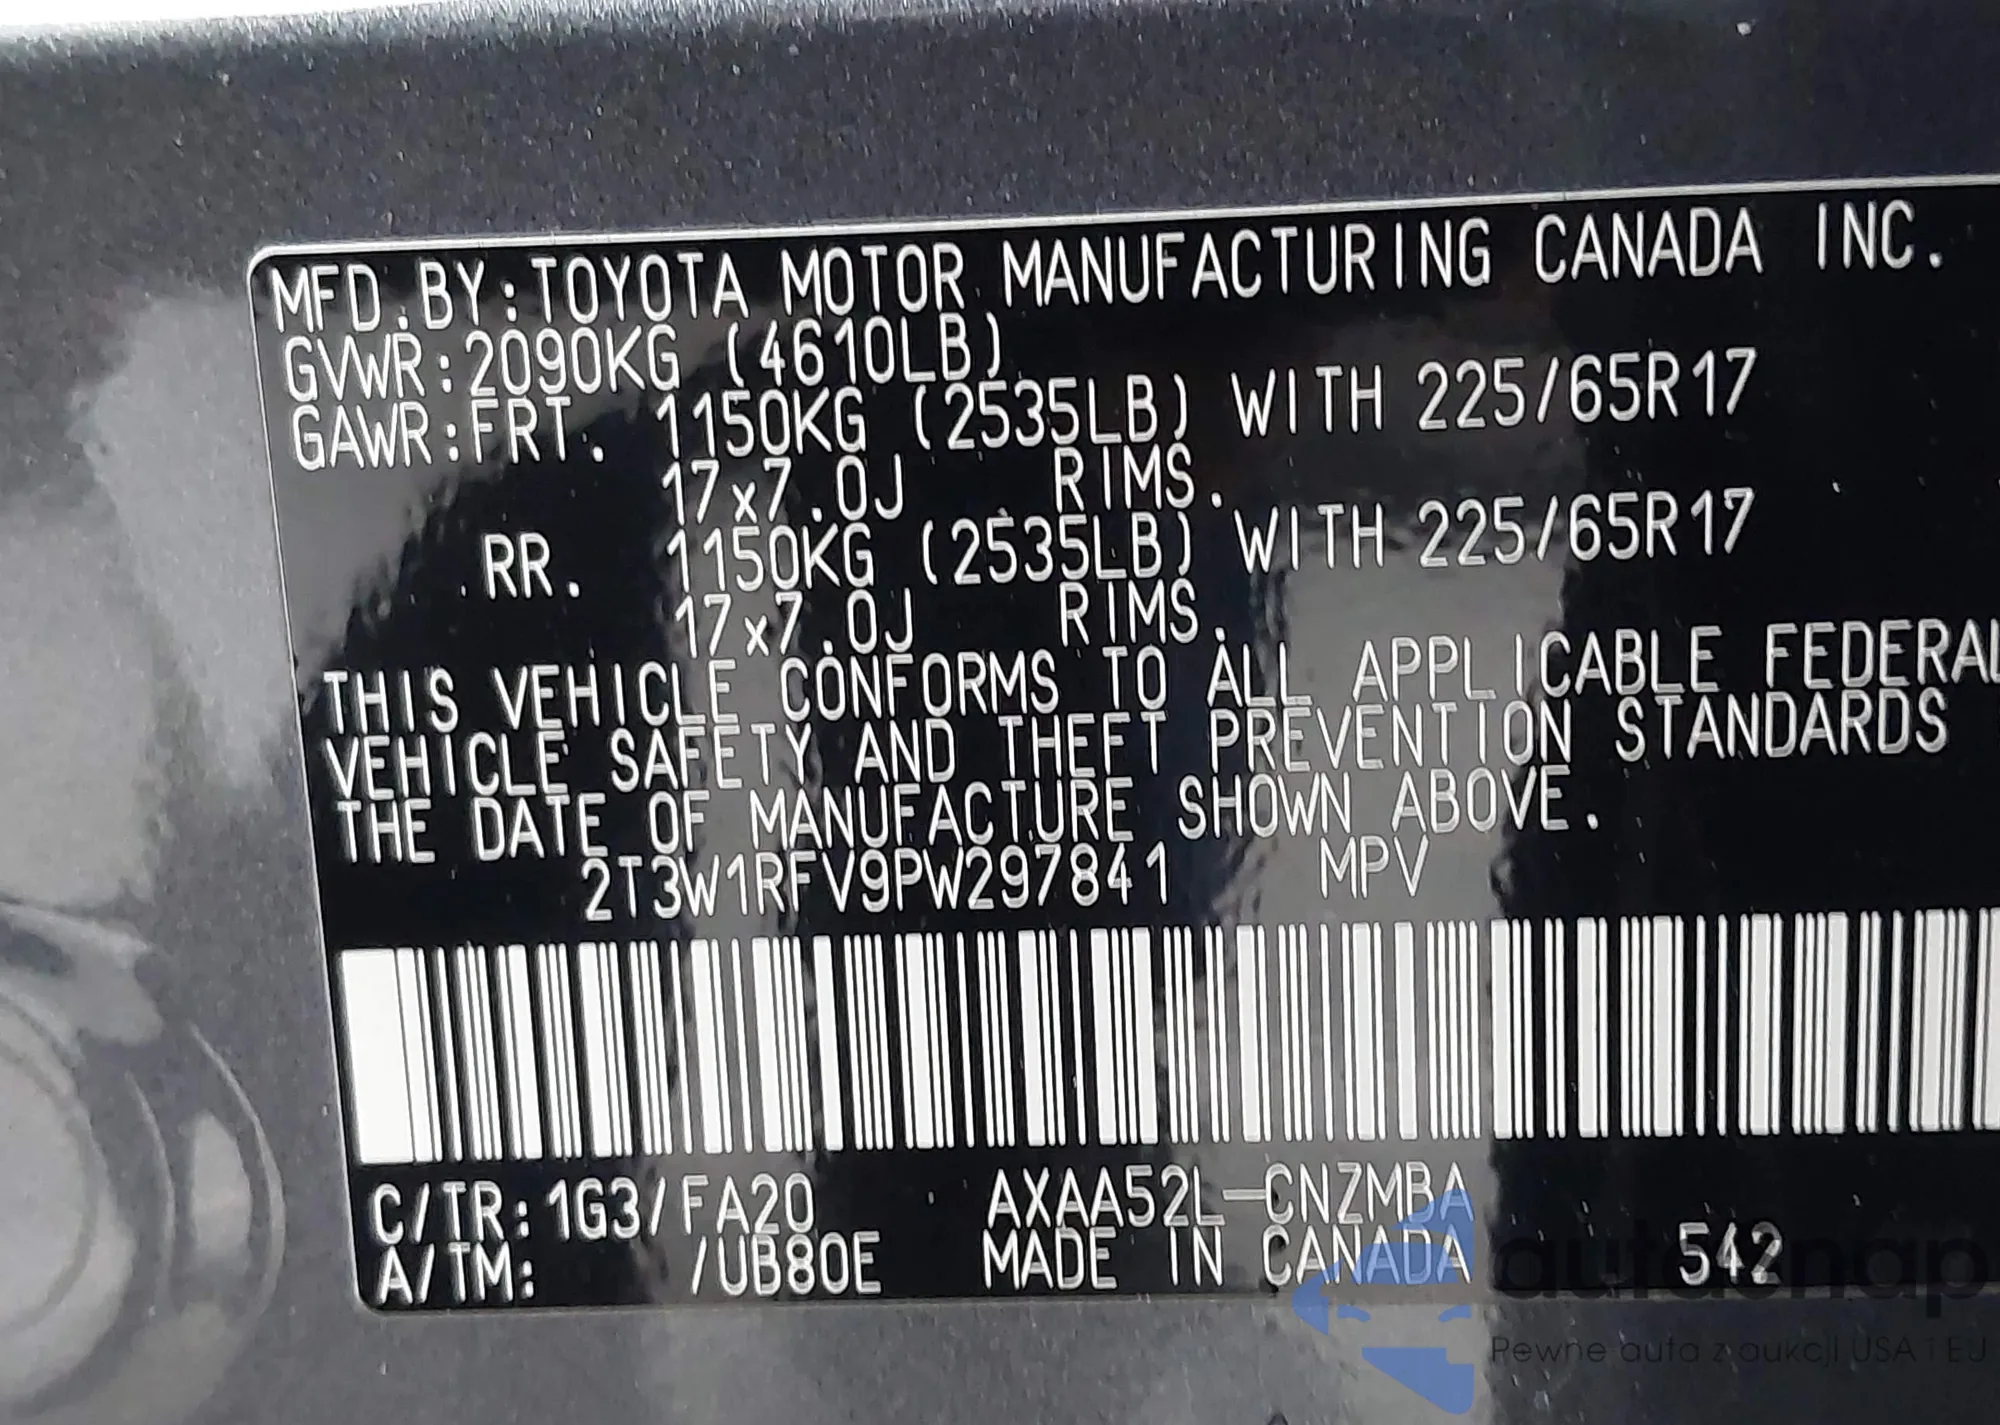 MFD.BY:TOYOTA MOTOR MANUFACTURING CANADA INC.
GVWR:2090KG (4610LB)
GAWR:FRT. 1150KG (2535LB) WITH 225/65R17
17x7.0J RIMS.
RR. 1150KG (2535LB) WITH 225/65R17
17x7.0J RIMS.
THIS VEHICLE CONFORMS TO ALL APPLICABLE FEDERAL
VEHICLE SAFETY AND THEFT PREVENTION STANDARDS
THE DATE OF MANUFACTURE SHOWN ABOVE.
2T3W1RFV9PW297841 MPV
C/TR:1G3/FA20 AXAA52L-CNZMBA
A/TM: /UB80E MADE IN CANADA 542
autosnap
Pewne auta z aukcji USA i EU